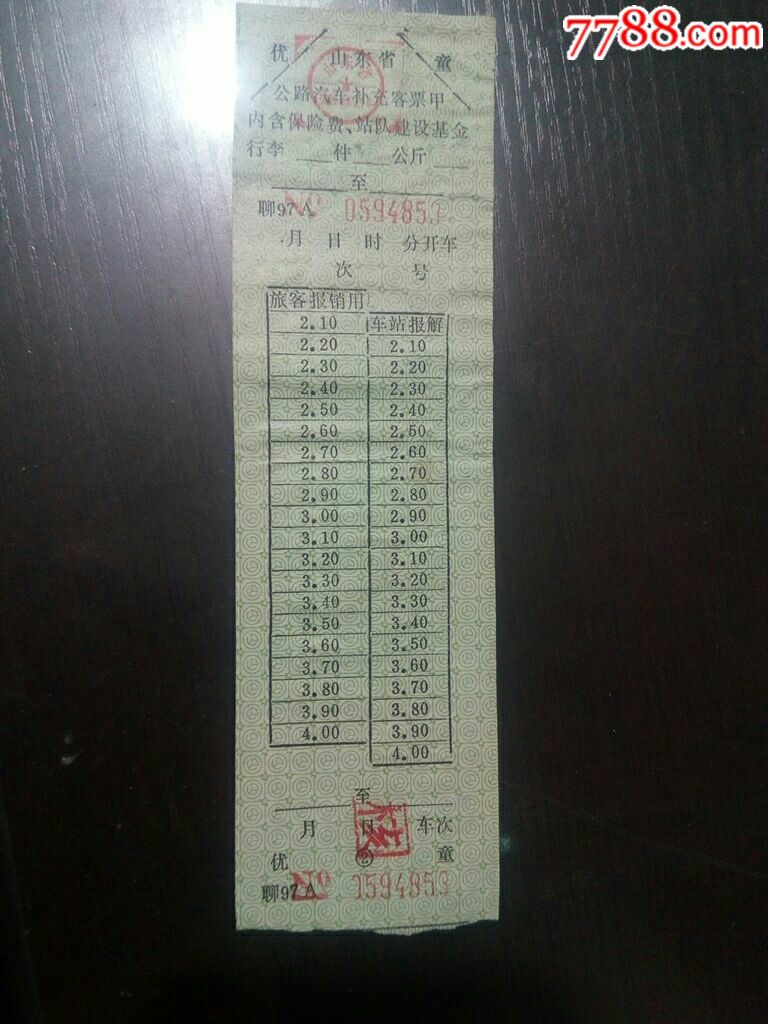 7788.com
优 山东省 童
公路汽车补充客票甲
内含保险费、站队建设基金
行李 件 公斤
至
聊97A № 0594853
月 日 时 分开车
次 号
旅客报销用
2.10 车站报解
2.20 2.10
2.30 2.20
2.40 2.30
2.50 2.40
2.60 2.50
2.70 2.60
2.80 2.70
2.90 2.80
3.00 2.90
3.10 3.00
3.20 3.10
3.30 3.20
3.40 3.30
3.50 3.40
3.60 3.50
3.70 3.60
3.80 3.70
3.90 3.80
4.00 3.90
4.00
至
月 日 车次
优 ② 童
聊97A № 0594853